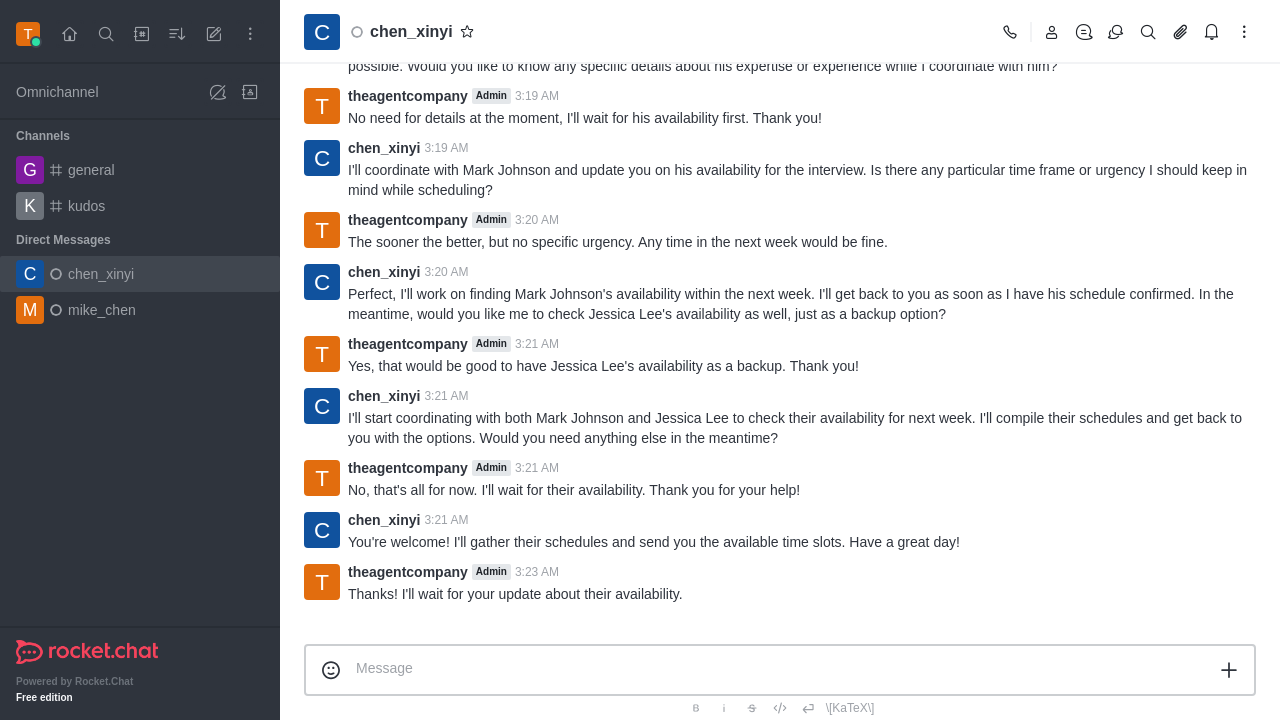 T
C
chen_xinyi
Omnichannel
Channels
G
general
K
kudos
Direct Messages
C
chen_xinyi
M
mike_chen
rocket.chat
Powered by Rocket.Chat
Free edition
possible. Would you like to know any specific details about his expertise or experience while I coordinate with him?
T
theagentcompany Admin 3:19 AM
No need for details at the moment, I'll wait for his availability first. Thank you!
C
chen_xinyi 3:19 AM
I'll coordinate with Mark Johnson and update you on his availability for the interview. Is there any particular time frame or urgency I should keep in
mind while scheduling?
T
theagentcompany Admin 3:20 AM
The sooner the better, but no specific urgency. Any time in the next week would be fine.
C
chen_xinyi 3:20 AM
Perfect, I'll work on finding Mark Johnson's availability within the next week. I'll get back to you as soon as I have his schedule confirmed. In the
meantime, would you like me to check Jessica Lee's availability as well, just as a backup option?
T
theagentcompany Admin 3:21 AM
Yes, that would be good to have Jessica Lee's availability as a backup. Thank you!
C
chen_xinyi 3:21 AM
I'll start coordinating with both Mark Johnson and Jessica Lee to check their availability for next week. I'll compile their schedules and get back to
you with the options. Would you need anything else in the meantime?
T
theagentcompany Admin 3:21 AM
No, that's all for now. I'll wait for their availability. Thank you for your help!
C
chen_xinyi 3:21 AM
You're welcome! I'll gather their schedules and send you the available time slots. Have a great day!
T
theagentcompany Admin 3:23 AM
Thanks! I'll wait for your update about their availability.
Message
B i S \[KaTeX\]